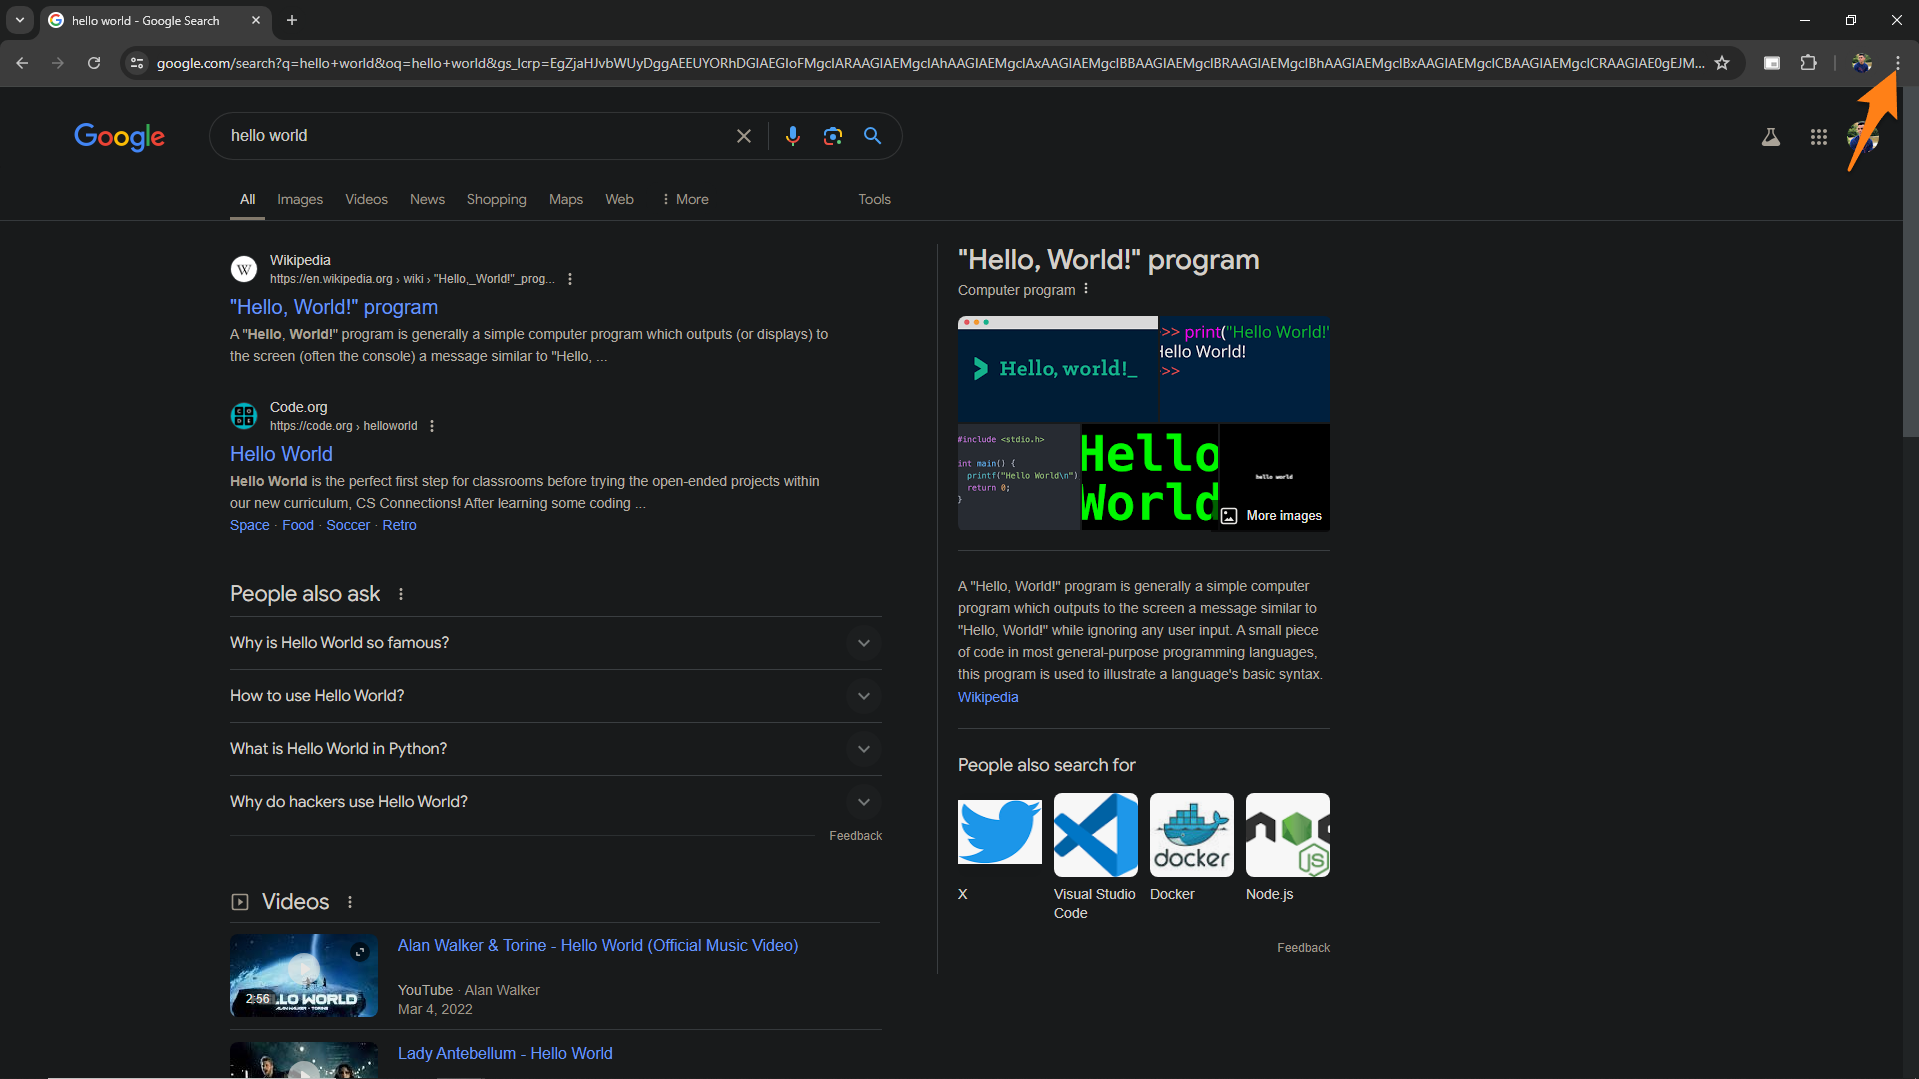 hello world - Google Search
google.com/search?q=hello+world&oq=hello+world&gs_lcrp=EgZjaHJvbWUyDggAEEUYORhDGIAEGIoFMgcIARAAGIAEMgcIAhAAGIAEMgcIAxAAGIAEMgcIBBAAGIAEMgcIBRAAGIAEMgcIBhAAGIAEMgcIBxAAGIAEMgcICBAAGIAEMgcICRAAGIAE0gEJM...
Google
hello world
All Images Videos News Shopping Maps Web More Tools
Wikipedia
https://en.wikipedia.org › wiki › "Hello,_World!"_prog...
"Hello, World!" program
A "Hello, World!" program is generally a simple computer program which outputs (or displays) to
the screen (often the console) a message similar to "Hello, ...
CODE
Code.org
https://code.org › helloworld
Hello World
Hello World is the perfect first step for classrooms before trying the open-ended projects within
our new curriculum, CS Connections! After learning some coding ...
Space · Food · Soccer · Retro
People also ask
Why is Hello World so famous?
How to use Hello World?
What is Hello World in Python?
Why do hackers use Hello World?
Feedback
Videos
2:56
Alan Walker & Torine - Hello World (Official Music Video)
YouTube · Alan Walker
Mar 4, 2022
Lady Antebellum - Hello World
"Hello, World!" program
Computer program
Hello, world!_
>>> print("Hello World!"
Hello World!
>>>
#include <stdio.h>
int main() {
printf("Hello World\n")
return 0;
}
Hello
World
hello world
More images
A "Hello, World!" program is generally a simple computer
program which outputs to the screen a message similar to
"Hello, World!" while ignoring any user input. A small piece
of code in most general-purpose programming languages,
this program is used to illustrate a language's basic syntax.
Wikipedia
People also search for
docker
JS
X
Visual Studio
Code
Docker
Node.js
Feedback